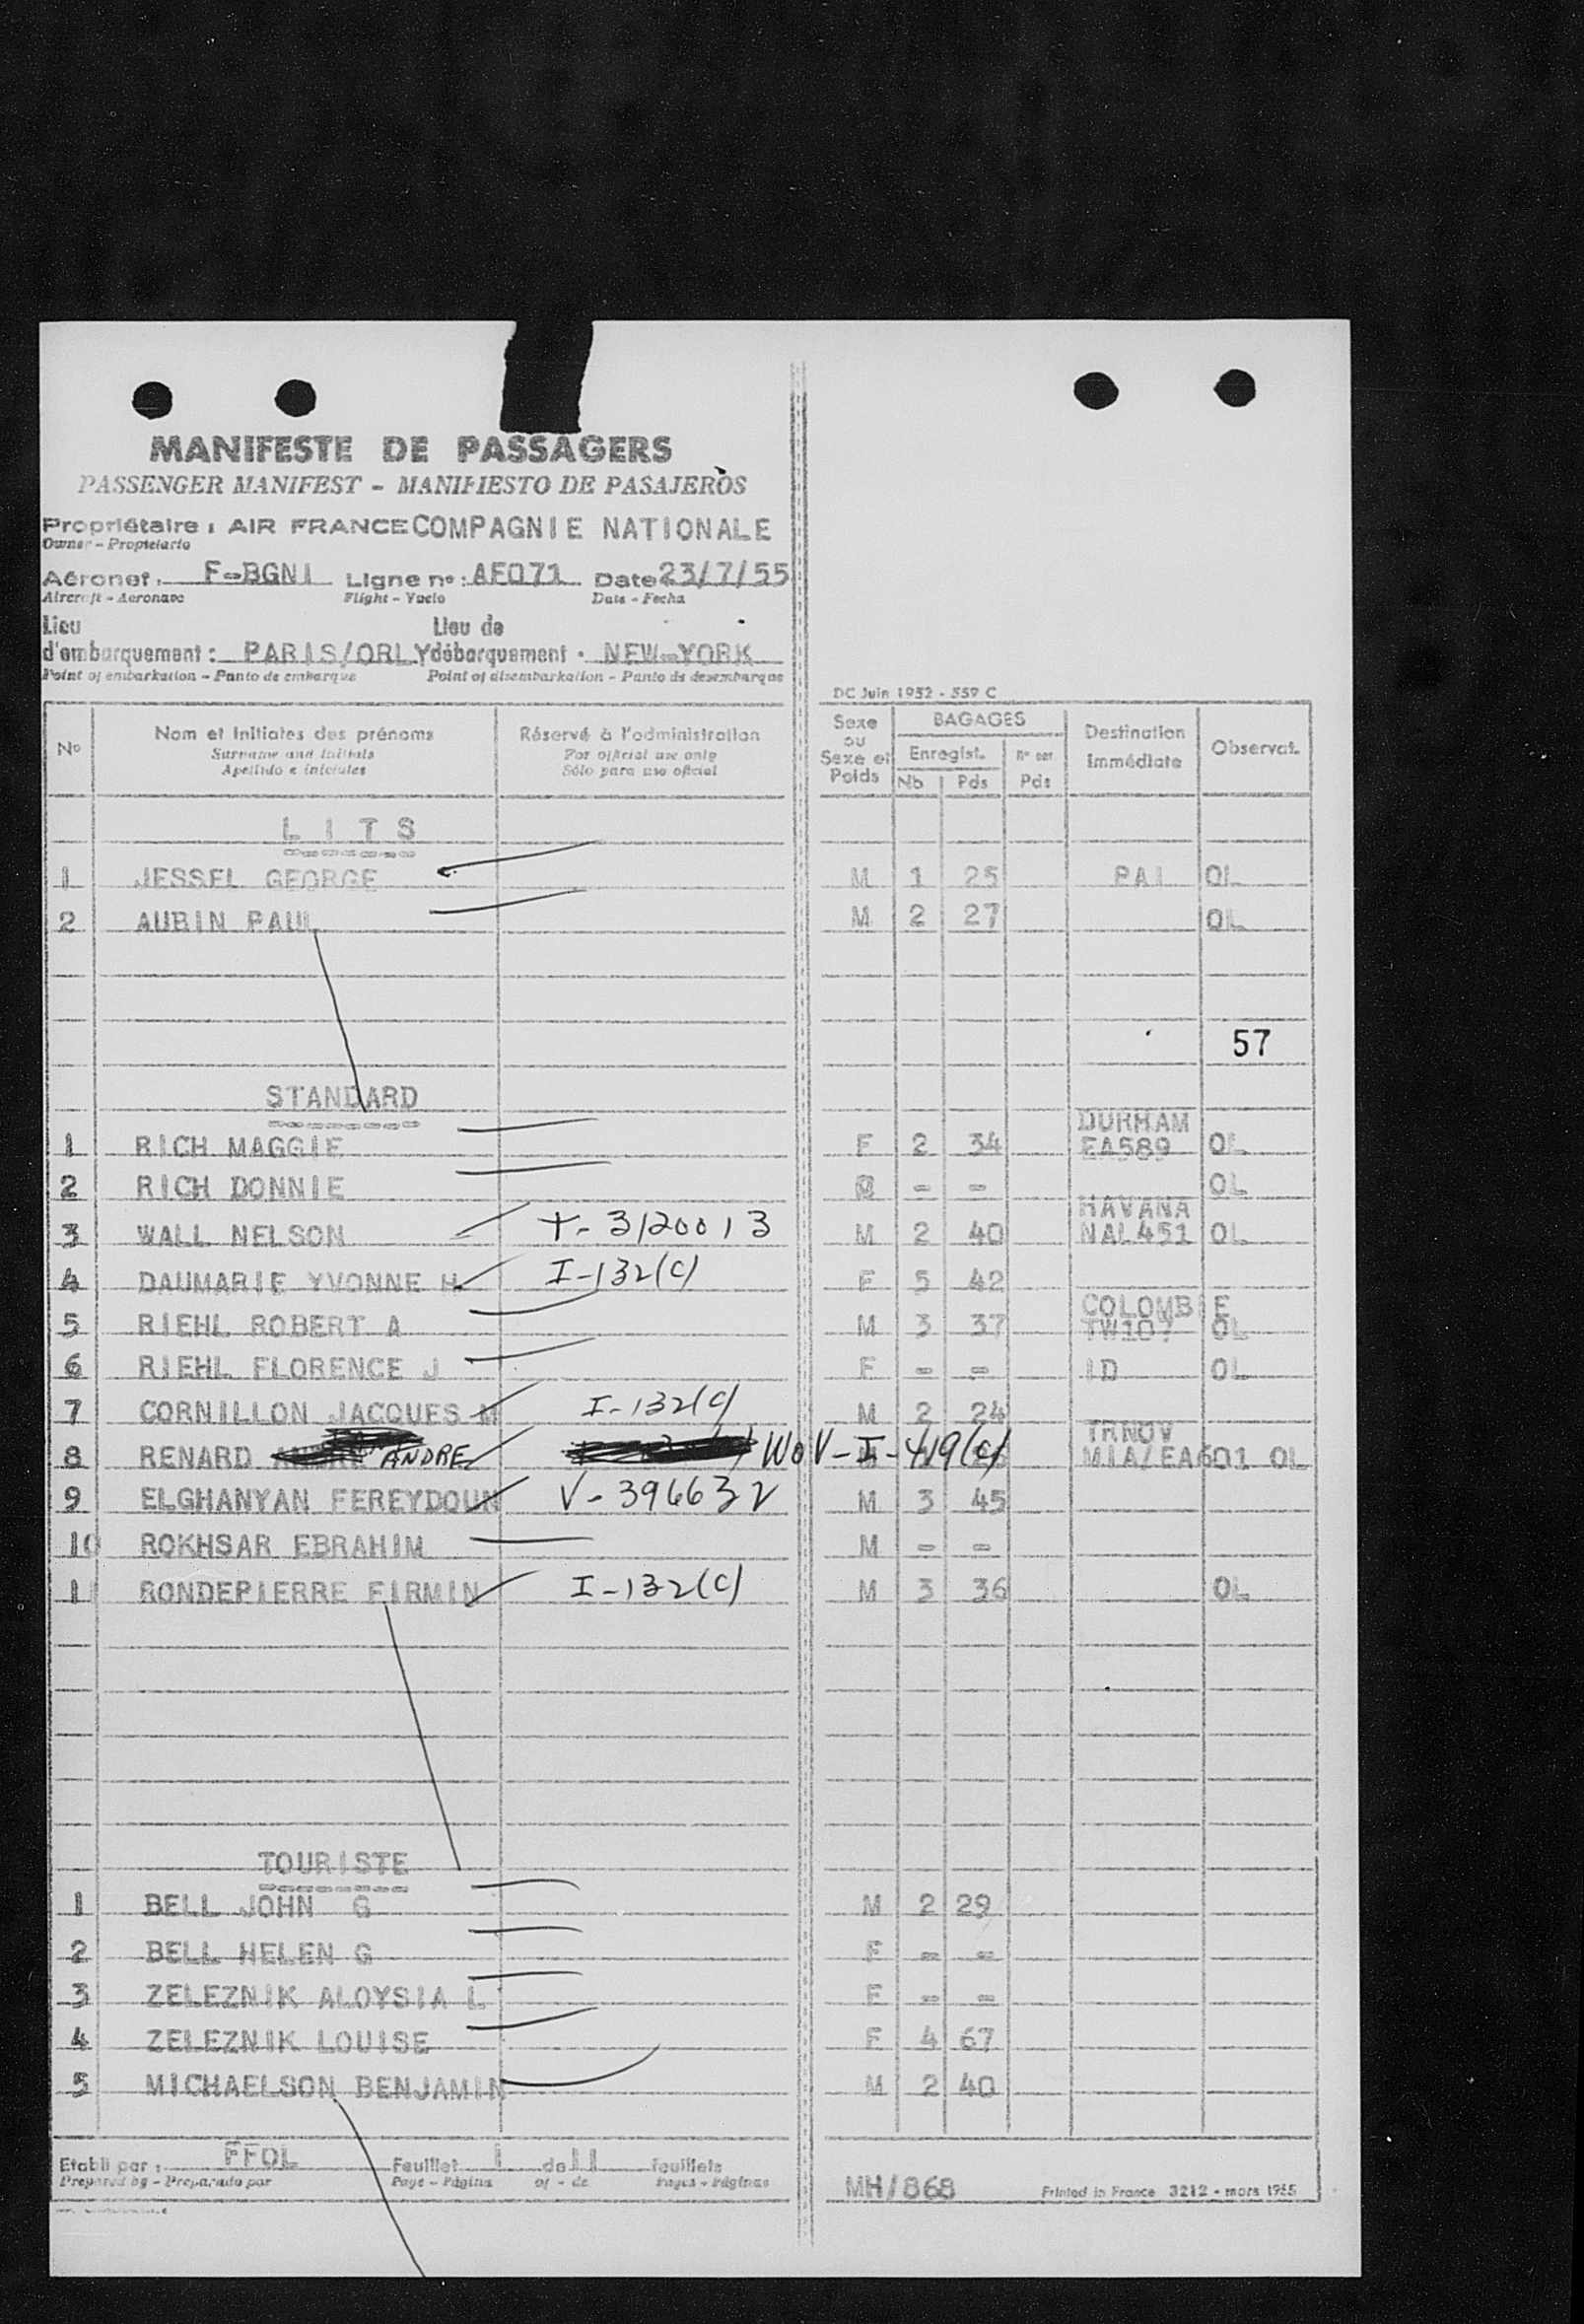 MANIFESTE DE PASSAGERS
PASSENGER MANIFEST - MANIFIESTO DE PASAJEROS
Propriétaire : AIR FRANCE COMPAGNIE NATIONALE
Owner - Propietario
Aéronef : F-BGNI Ligne no : AF071 Date 23/7/55
Aircraft - Aeronave Flight - Vuelo Date - Fecha
Lieu Lieu de
d'embarquement : PARIS/ORLY débarquement : NEW-YORK
Point of embarkation - Punto de embarque Point of disembarkation - Punto de desembarque
DC Juin 1952 - 559 C
No Nom et Initiales des prénoms Réservé à l'administration Sexe ou Sexe et Poids BAGAGES Destination Immédiate Observat.
Surname and Initials For official use only Enregist.
Apellido e iniciales Sólo para uso oficial Nb Pds Pds
LITS
1 JESSEL GEORGE M 1 25 PAI OL
2 AUBIN PAUL M 2 27 OL
57
STANDARD
DURHAM
1 RICH MAGGIE F 2 34 EA589 OL
2 RICH DONNIE - - OL
HAVANA
3 WALL NELSON T-3120013 M 2 40 NAL451 OL
4 DAUMARIE YVONNE H I-132(c) F 5 42
COLOMBIE
5 RIEHL ROBERT A M 3 37 TW107 OL
6 RIEHL FLORENCE J F - - ID OL
7 CORNILLON JACQUES M I-132(c) M 2 24
8 RENARD ANDRE WoV-I-419(c) MIA/EA601 OL
9 ELGHANYAN FEREYDOUN V-396632 M 3 45
10 ROKHSAR EBRAHIM M - -
11 RONDEPIERRE FIRMIN I-132(c) M 3 36 OL
TOURISTE
1 BELL JOHN G M 2 29
2 BELL HELEN G F - -
3 ZELEZNIK ALOYSIA L F - -
4 ZELEZNIK LOUISE F 4 67
5 MICHAELSON BENJAMIN M 2 40
Etabli par : FFOL Feuillet 1 de 11 feuillets
Prepared by - Preparado por Page - Página of - de Pages - Páginas
MH/868 Printed in France 3212 - mars 1955